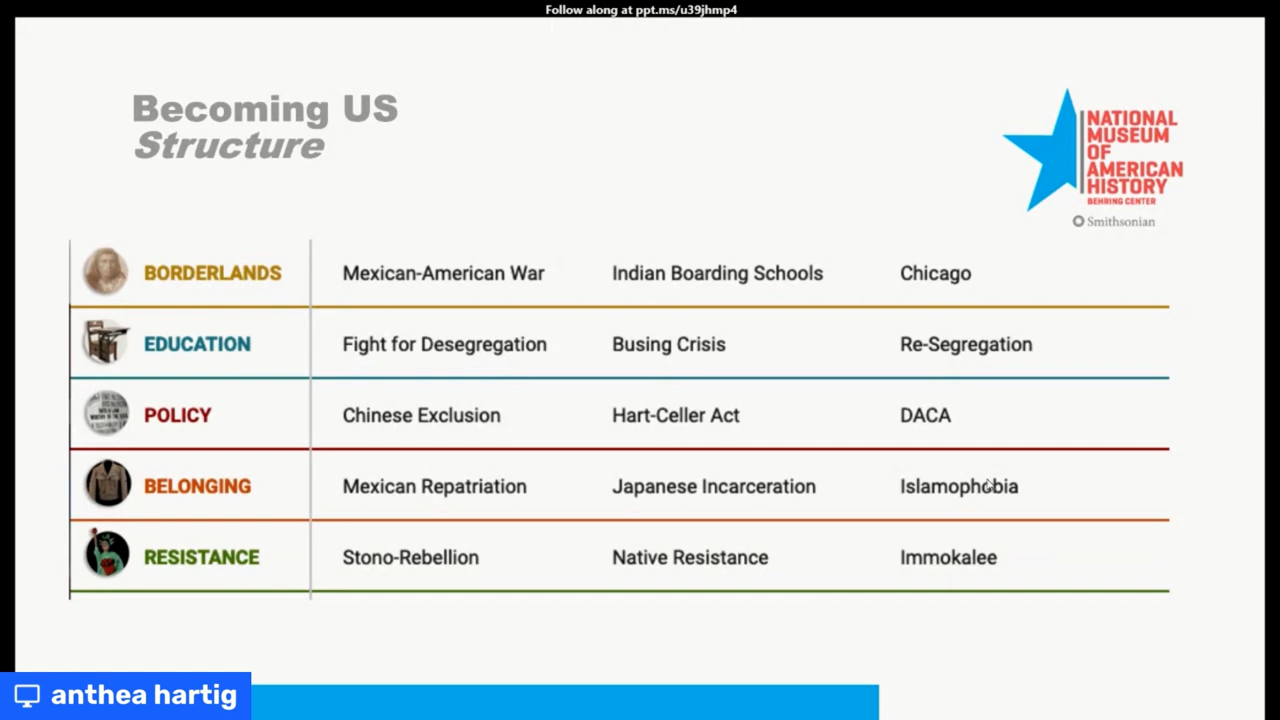 Follow along at ppt.ms/u39jhmp4
Becoming US
Structure
NATIONAL
MUSEUM
OF
AMERICAN
HISTORY
BEHRING CENTER
Smithsonian
BORDERLANDS Mexican-American War Indian Boarding Schools Chicago
EDUCATION Fight for Desegregation Busing Crisis Re-Segregation
POLICY Chinese Exclusion Hart-Celler Act DACA
BELONGING Mexican Repatriation Japanese Incarceration Islamophobia
RESISTANCE Stono-Rebellion Native Resistance Immokalee
anthea hartig